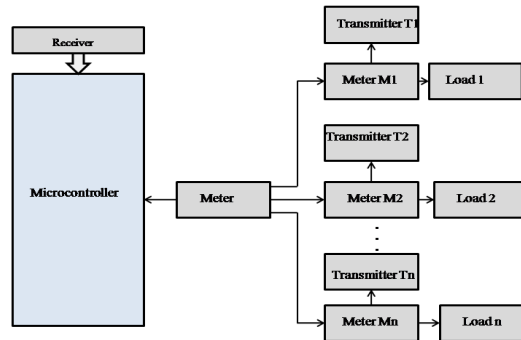 Transmitter T1
Receiver
Meter M1
Load 1
Transmitter T2
Microcontroller
Meter
Meter M2
Load 2
Transmitter Tn
Meter Mn
Load n